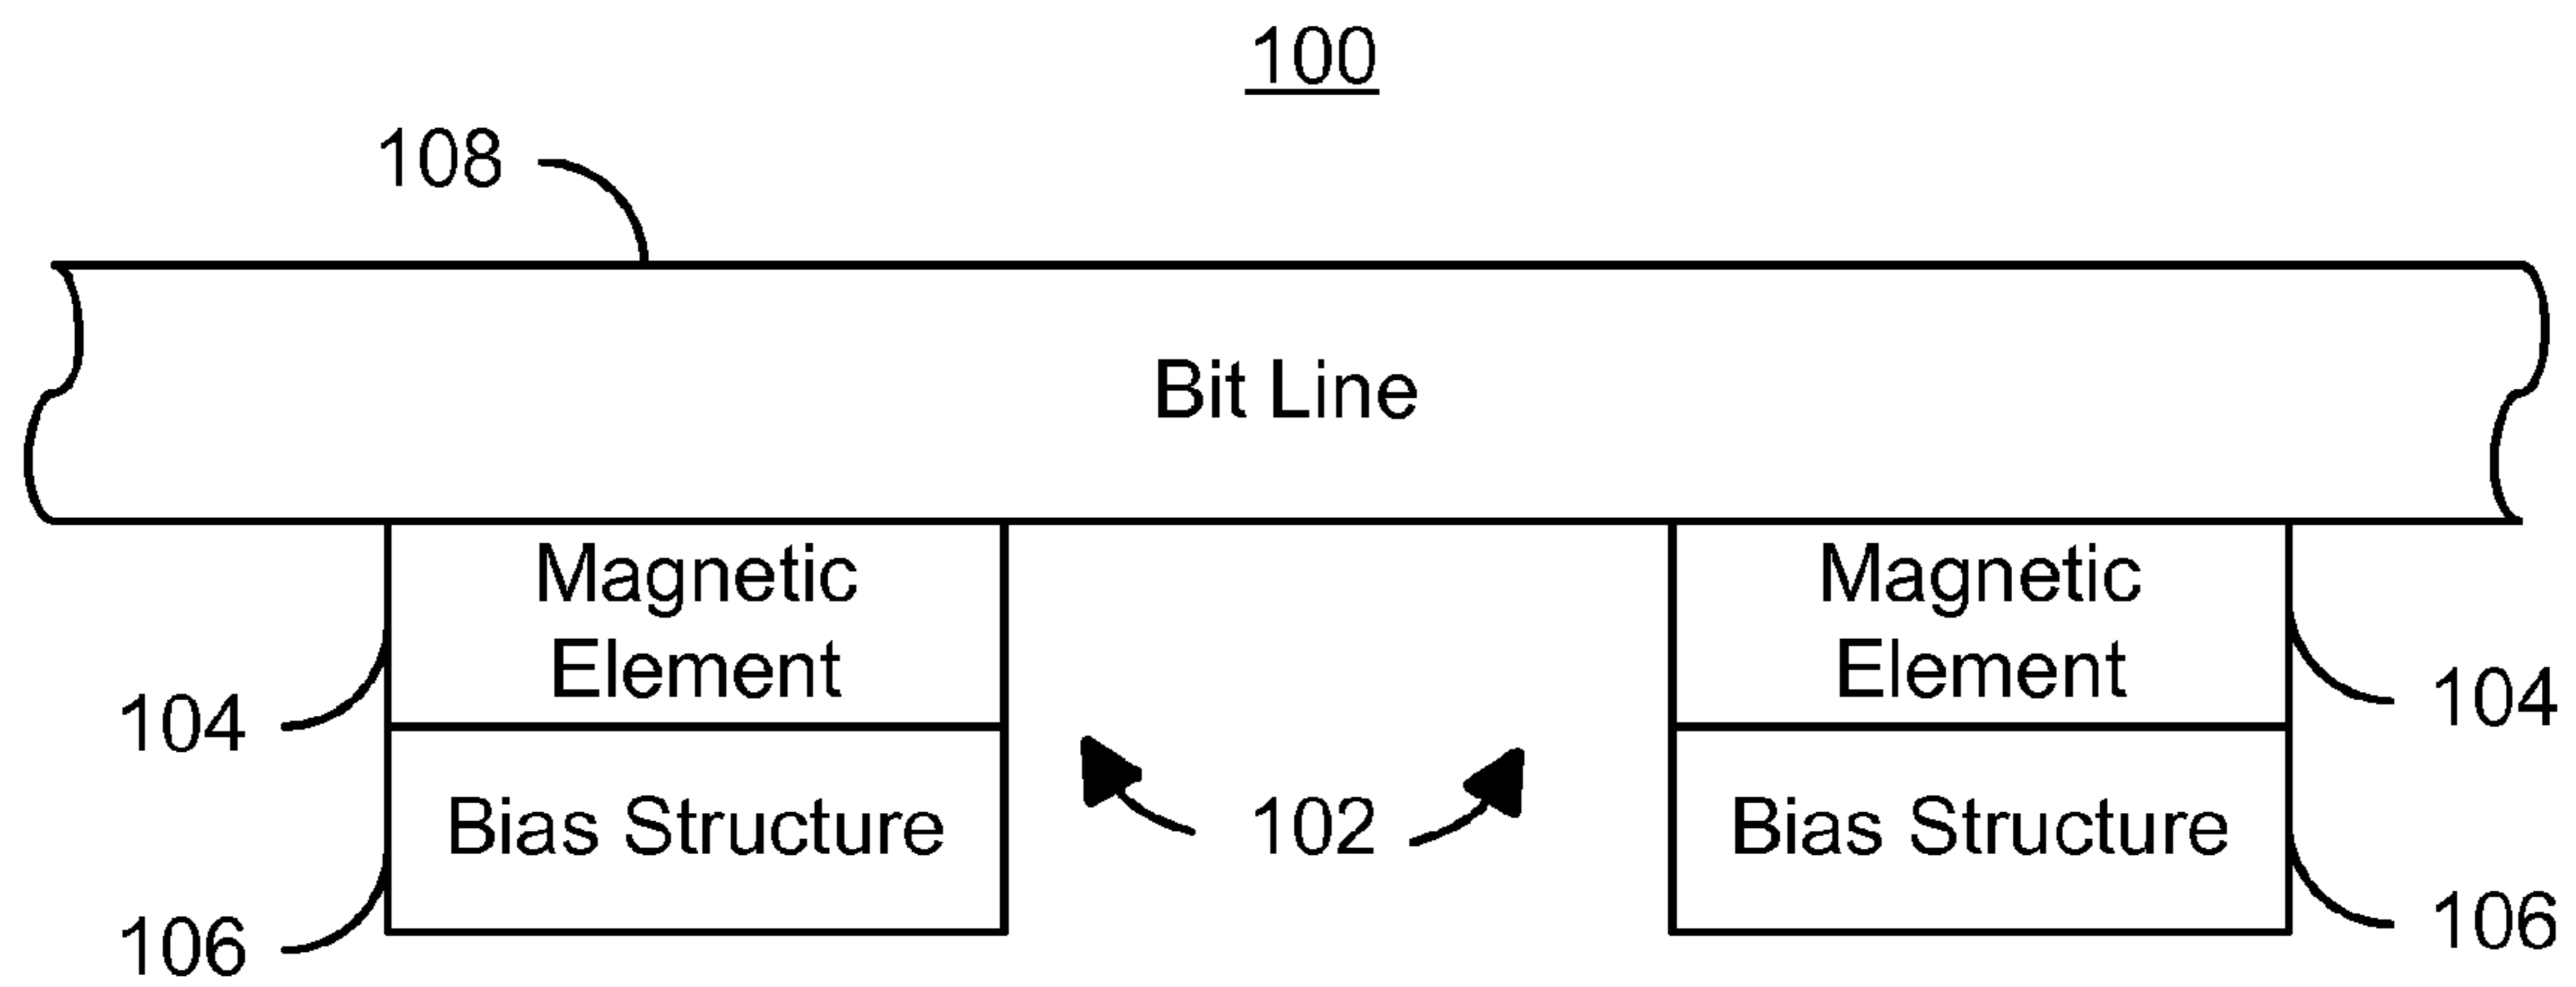 100
108
Bit Line
Magnetic
Element
Magnetic
Element
104
104
Bias Structure
102
Bias Structure
106
106